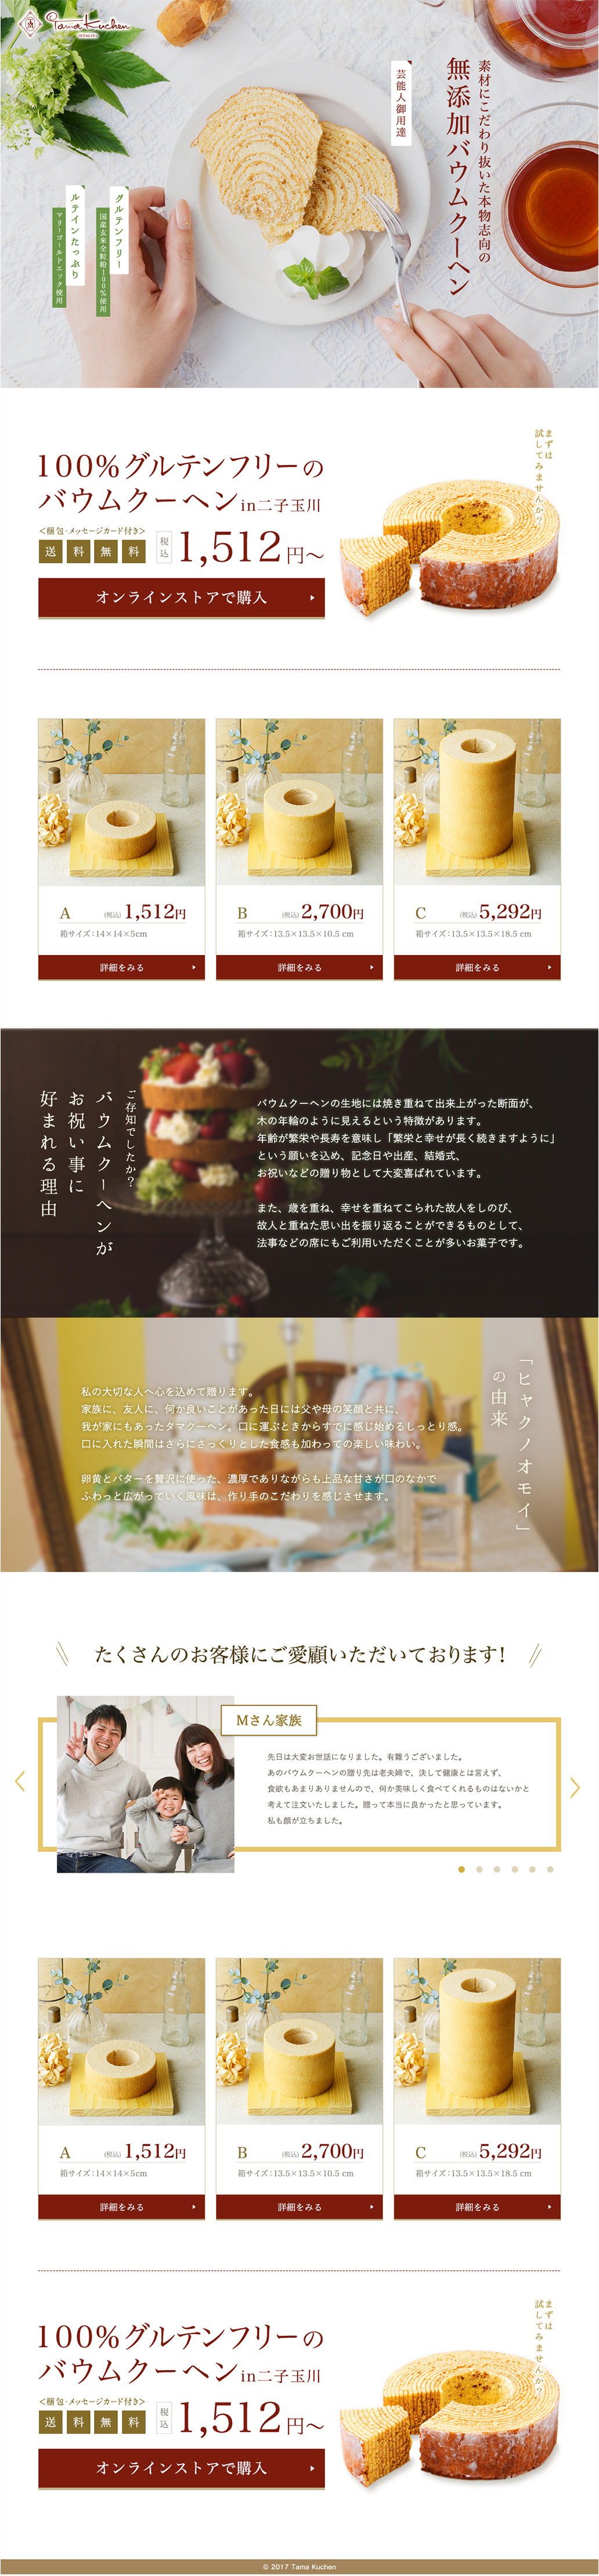 Tama Kuchen
素材にこだわり抜いた本物志向の
無添加バウムクーヘン
芸能人御用達
グルテンフリー
国産玄米全粒粉100%使用
ルテインたっぷり
マリーゴールドエッグ使用
まずは
試してみませんか?
100%グルテンフリーの
バウムクーヘンin二子玉川
<梱包・メッセージカード付き>
送料無料
税込
1,512円〜
オンラインストアで購入
A (税込) 1,512円
箱サイズ：14×14×5cm
詳細をみる
B (税込) 2,700円
箱サイズ：13.5×13.5×10.5 cm
詳細をみる
C (税込) 5,292円
箱サイズ：13.5×13.5×18.5 cm
詳細をみる
ご存知でしたか?
バウムクーヘンが
お祝い事に
好まれる理由
バウムクーヘンの生地には焼き重ねて出来上がった断面が、
木の年輪のように見えるという特徴があります。
年齢が繁栄や長寿を意味し「繁栄と幸せが長く続きますように」
という願いを込め、記念日や出産、結婚式、
お祝いなどの贈り物として大変喜ばれています。
また、歳を重ね、幸せを重ねてこられた故人をしのび、
故人と重ねた思い出を振り返ることができるものとして、
法事などの席にもご利用いただくことが多いお菓子です。
「ヒャクノオモイ」
の由来
私の大切な人へ心を込めて贈ります。
家族に、友人に、何か良いことがあった日には父や母の笑顔と共に、
我が家にもあったタマクーヘン。口に運ぶときからすでに感じ始めるしっとり感。
口に入れた瞬間はさらにさっくりとした食感も加わっての楽しい味わい。
卵黄とバターを贅沢に使った、濃厚でありながらも上品な甘さが口のなかで
ふわっと広がっていく風味は、作り手のこだわりを感じさせます。
たくさんのお客様にご愛顧いただいております!
Mさん家族
先日は大変お世話になりました。有難うございました。
あのバウムクーヘンの贈り先は老夫婦で、決して健康とは言えず、
食欲もあまりありませんので、何か美味しく食べてくれるものはないかと
考えて注文いたしました。贈って本当に良かったと思っています。
私も顔が立ちました。
A (税込) 1,512円
箱サイズ：14×14×5cm
詳細をみる
B (税込) 2,700円
箱サイズ：13.5×13.5×10.5 cm
詳細をみる
C (税込) 5,292円
箱サイズ：13.5×13.5×18.5 cm
詳細をみる
まずは
試してみませんか?
100%グルテンフリーの
バウムクーヘンin二子玉川
<梱包・メッセージカード付き>
送料無料
税込
1,512円〜
オンラインストアで購入
© 2017 Tama Kuchen